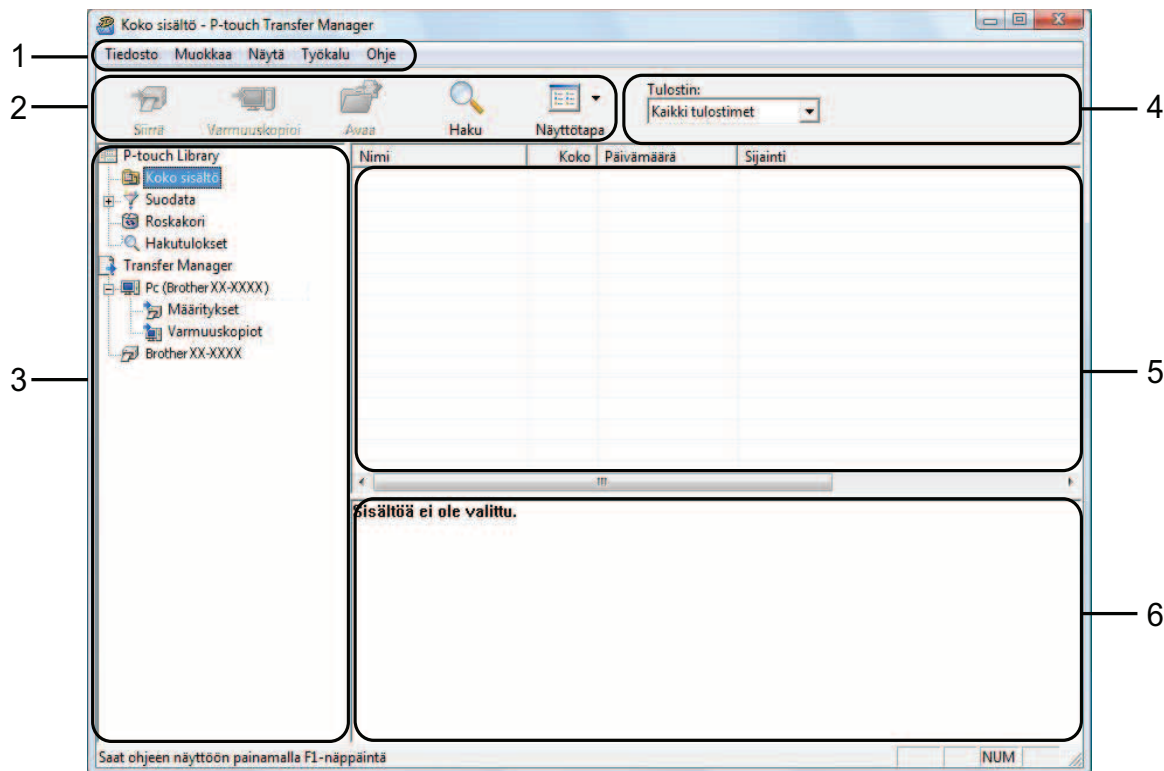 Koko sisältö - P-touch Transfer Manager
1
Tiedosto Muokkaa Näytä Työkalu Ohje
2
Siirrä Varmuuskopioi Avaa Haku Näyttötapa
Tulostin:
Kaikki tulostimet
4
3
P-touch Library
Koko sisältö
Suodata
Roskakori
Hakutulokset
Transfer Manager
Pc (Brother XX-XXXX)
Määritykset
Varmuuskopiot
Brother XX-XXXX
Nimi Koko Päivämäärä Sijainti
5
Sisältöä ei ole valittu.
6
Saat ohjeen näyttöön painamalla F1-näppäintä
NUM